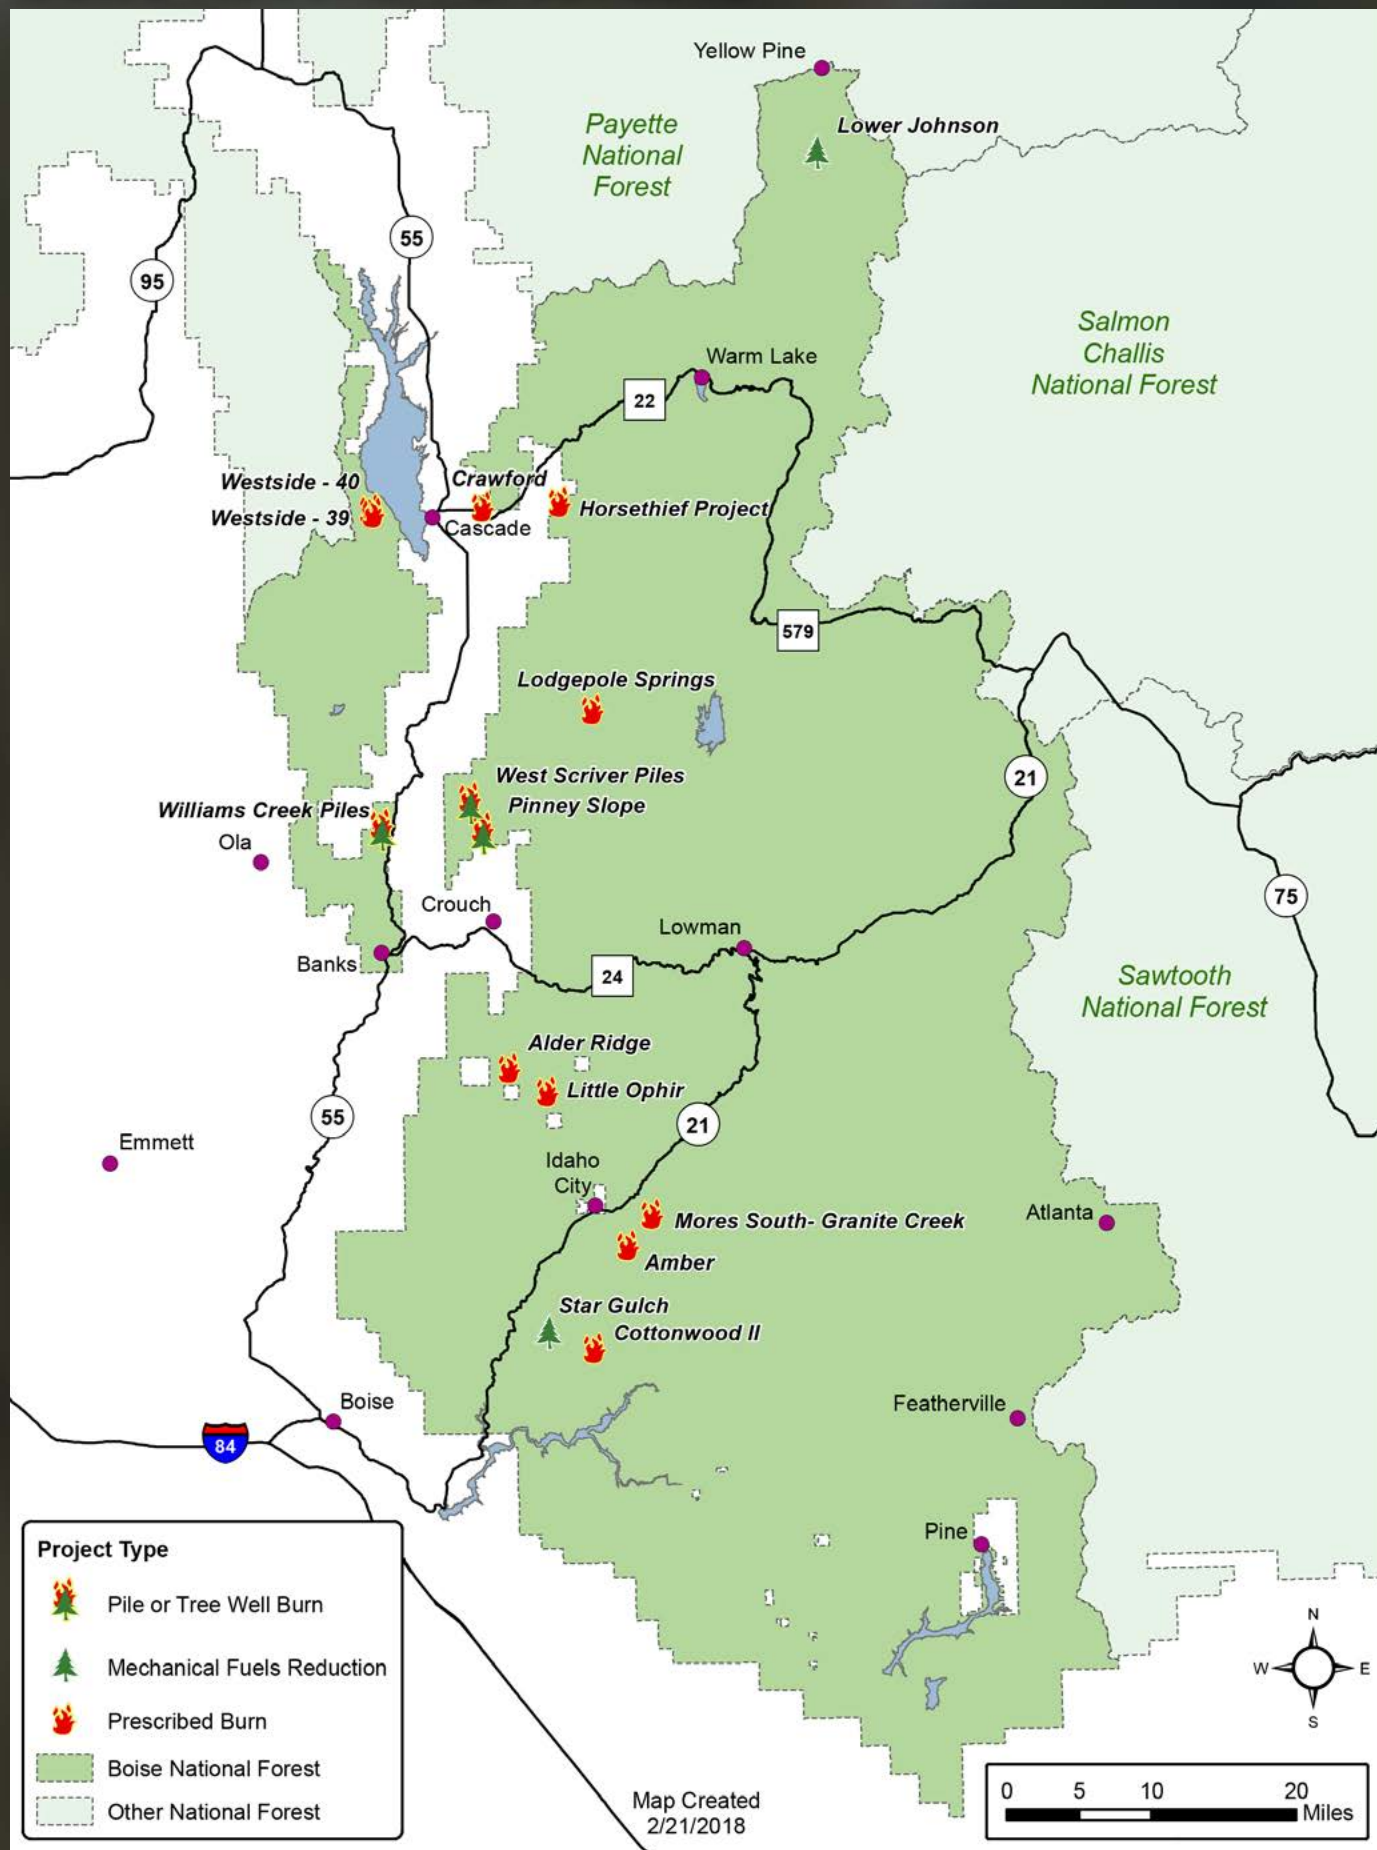 Yellow Pine
Lower Johnson
Payette
National
Forest
55
95
Salmon
Challis
National Forest
Warm Lake
22
Westside - 40
Crawford
Westside - 39
Horsethief Project
Cascade
579
Lodgepole Springs
West Scriver Piles
21
Pinney Slope
Williams Creek Piles
Ola
75
Crouch
Lowman
Banks
24
Sawtooth
National Forest
Alder Ridge
Little Ophir
55
21
Emmett
Idaho
City
Mores South- Granite Creek
Atlanta
Amber
Star Gulch
Cottonwood II
Boise
Featherville
84
Pine
Project Type
Pile or Tree Well Burn
Mechanical Fuels Reduction
Prescribed Burn
Boise National Forest
Other National Forest
Map Created
2/21/2018
N
W E
S
0 5 10 20
Miles